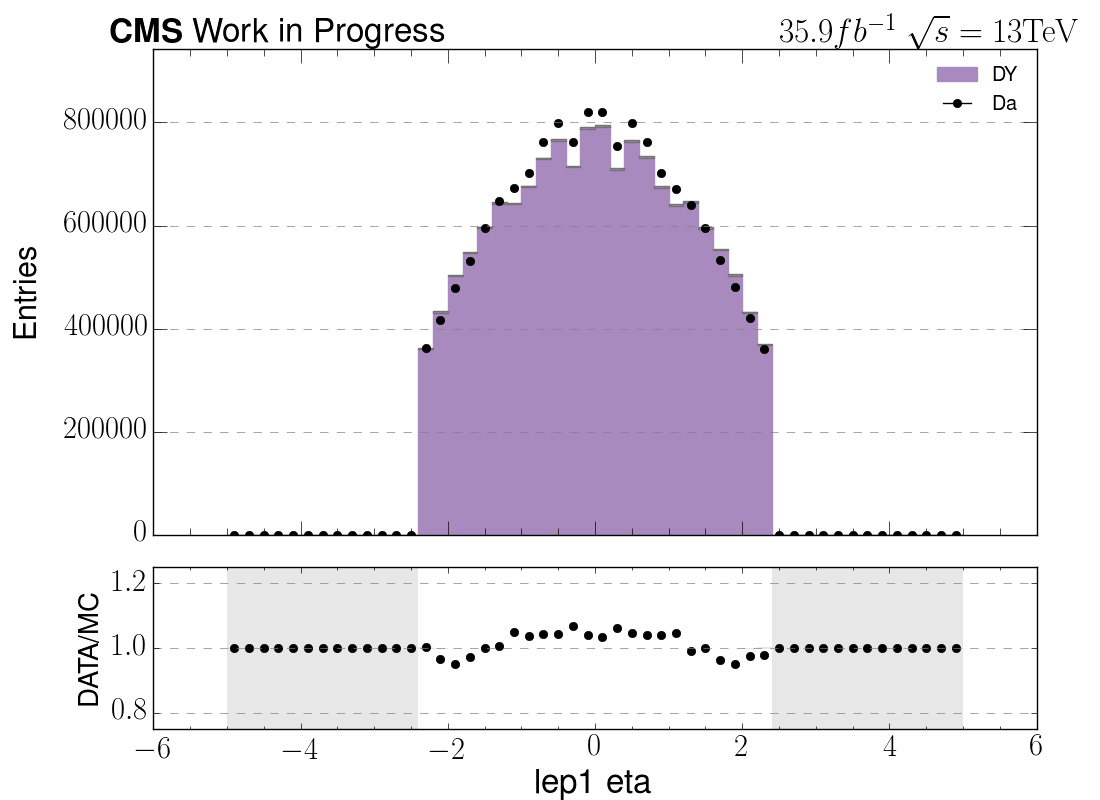 CMS Work in Progress 35.9fb⁻¹ √s = 13TeV
DY
Da
800000
600000
400000
200000
0
Entries
1.2
1.0
0.8
DATA/MC
−6 −4 −2 0 2 4 6
lep1 eta